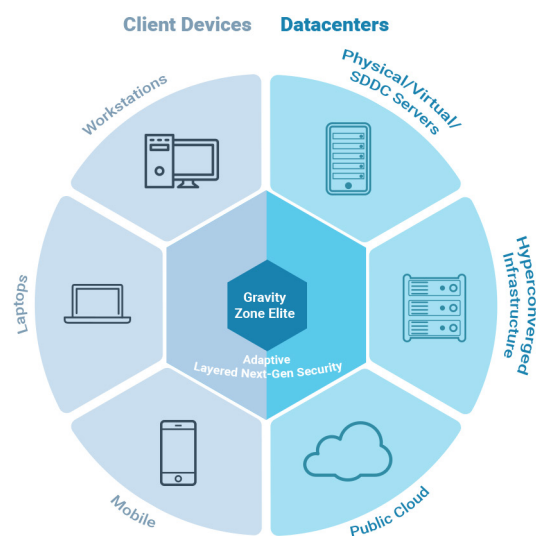 Client Devices Datacenters
Workstations
Physical/Virtual/
SDDC Servers
Laptops
Hyperconverged
Infrastructure
Gravity
Zone Elite
Adaptive
Layered Next-Gen Security
Mobile
Public Cloud